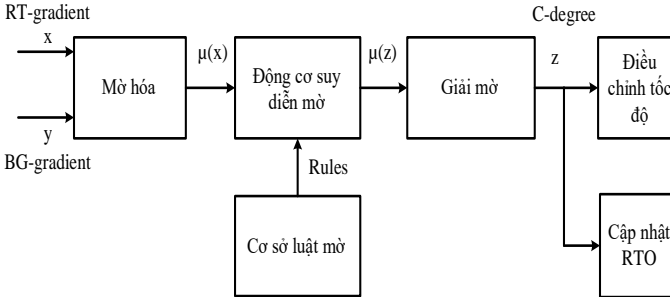 RT-gradient
x
y
BG-gradient
Mờ hóa
μ(x)
Động cơ suy
diễn mờ
μ(z)
Giải mờ
C-degree
z
Điều
chỉnh tốc
độ
Rules
Cơ sở luật mờ
Cập nhật
RTO